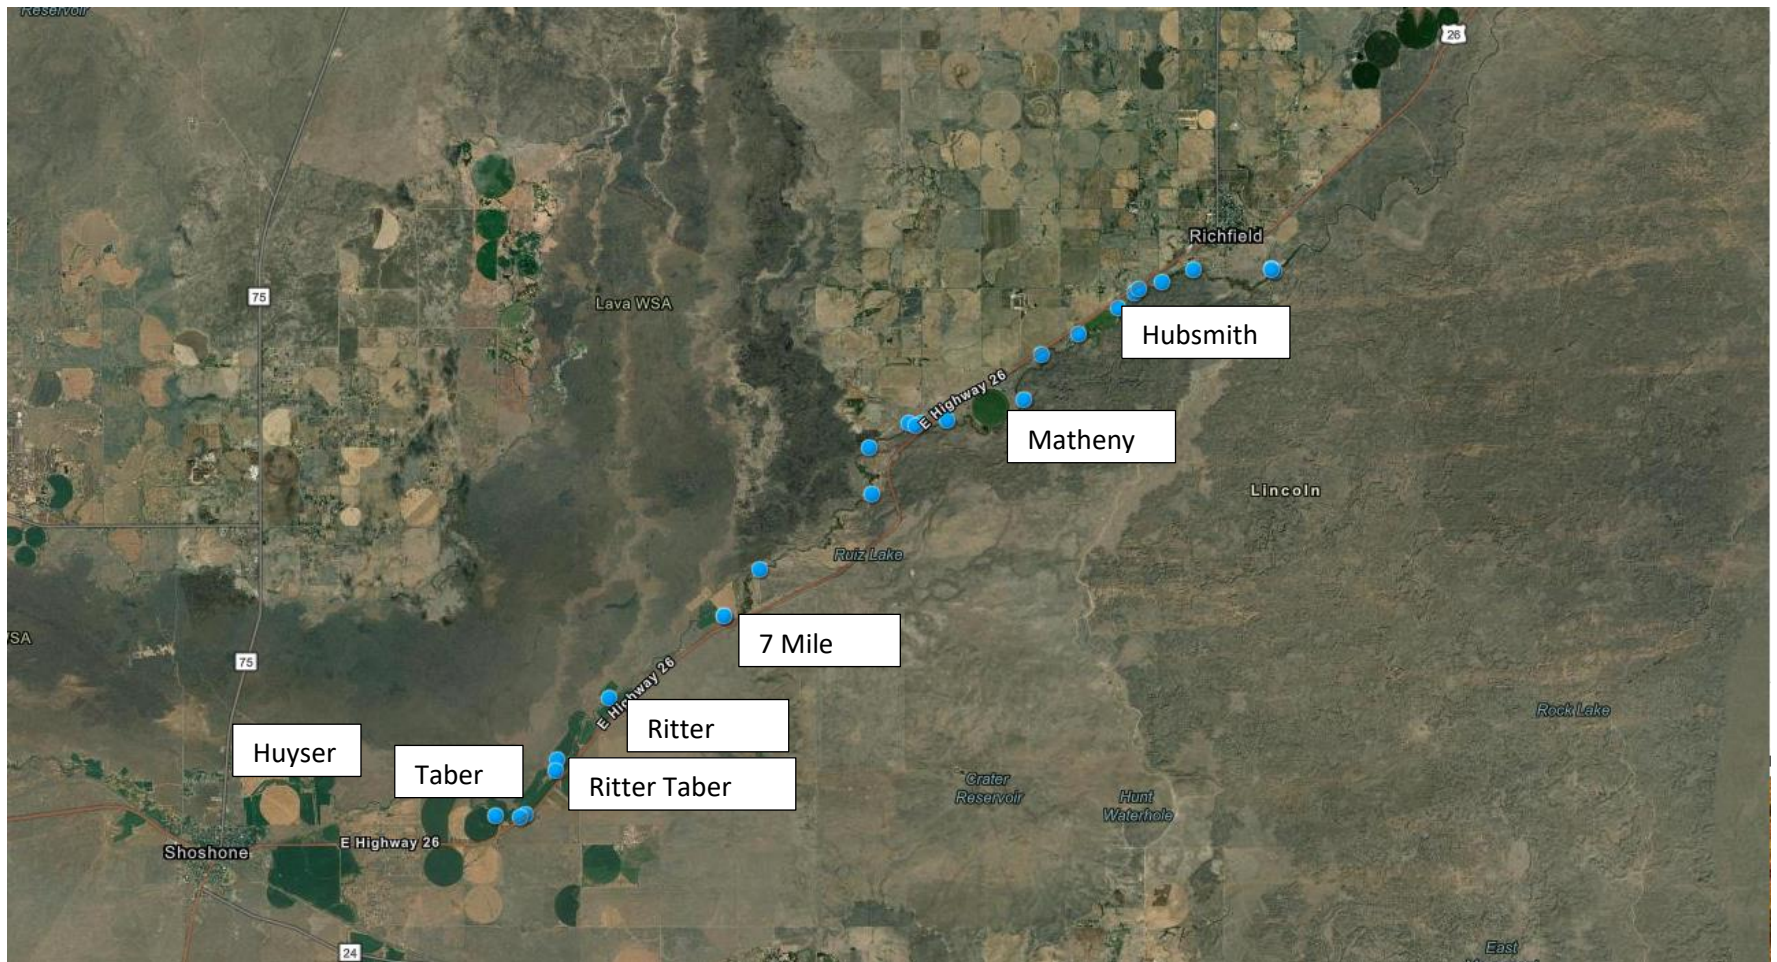 Reservoir
26
Richfield
75
Lava WSA
Hubsmith
E Highway 26
Matheny
Lincoln
Ruiz Lake
7 Mile
/SA
75
E Highway 26
Ritter
Rock Lake
Huyser
Taber
Ritter Taber
Crater
Reservoir
Hunt
Waterhole
E Highway 26
Shoshone
24
East